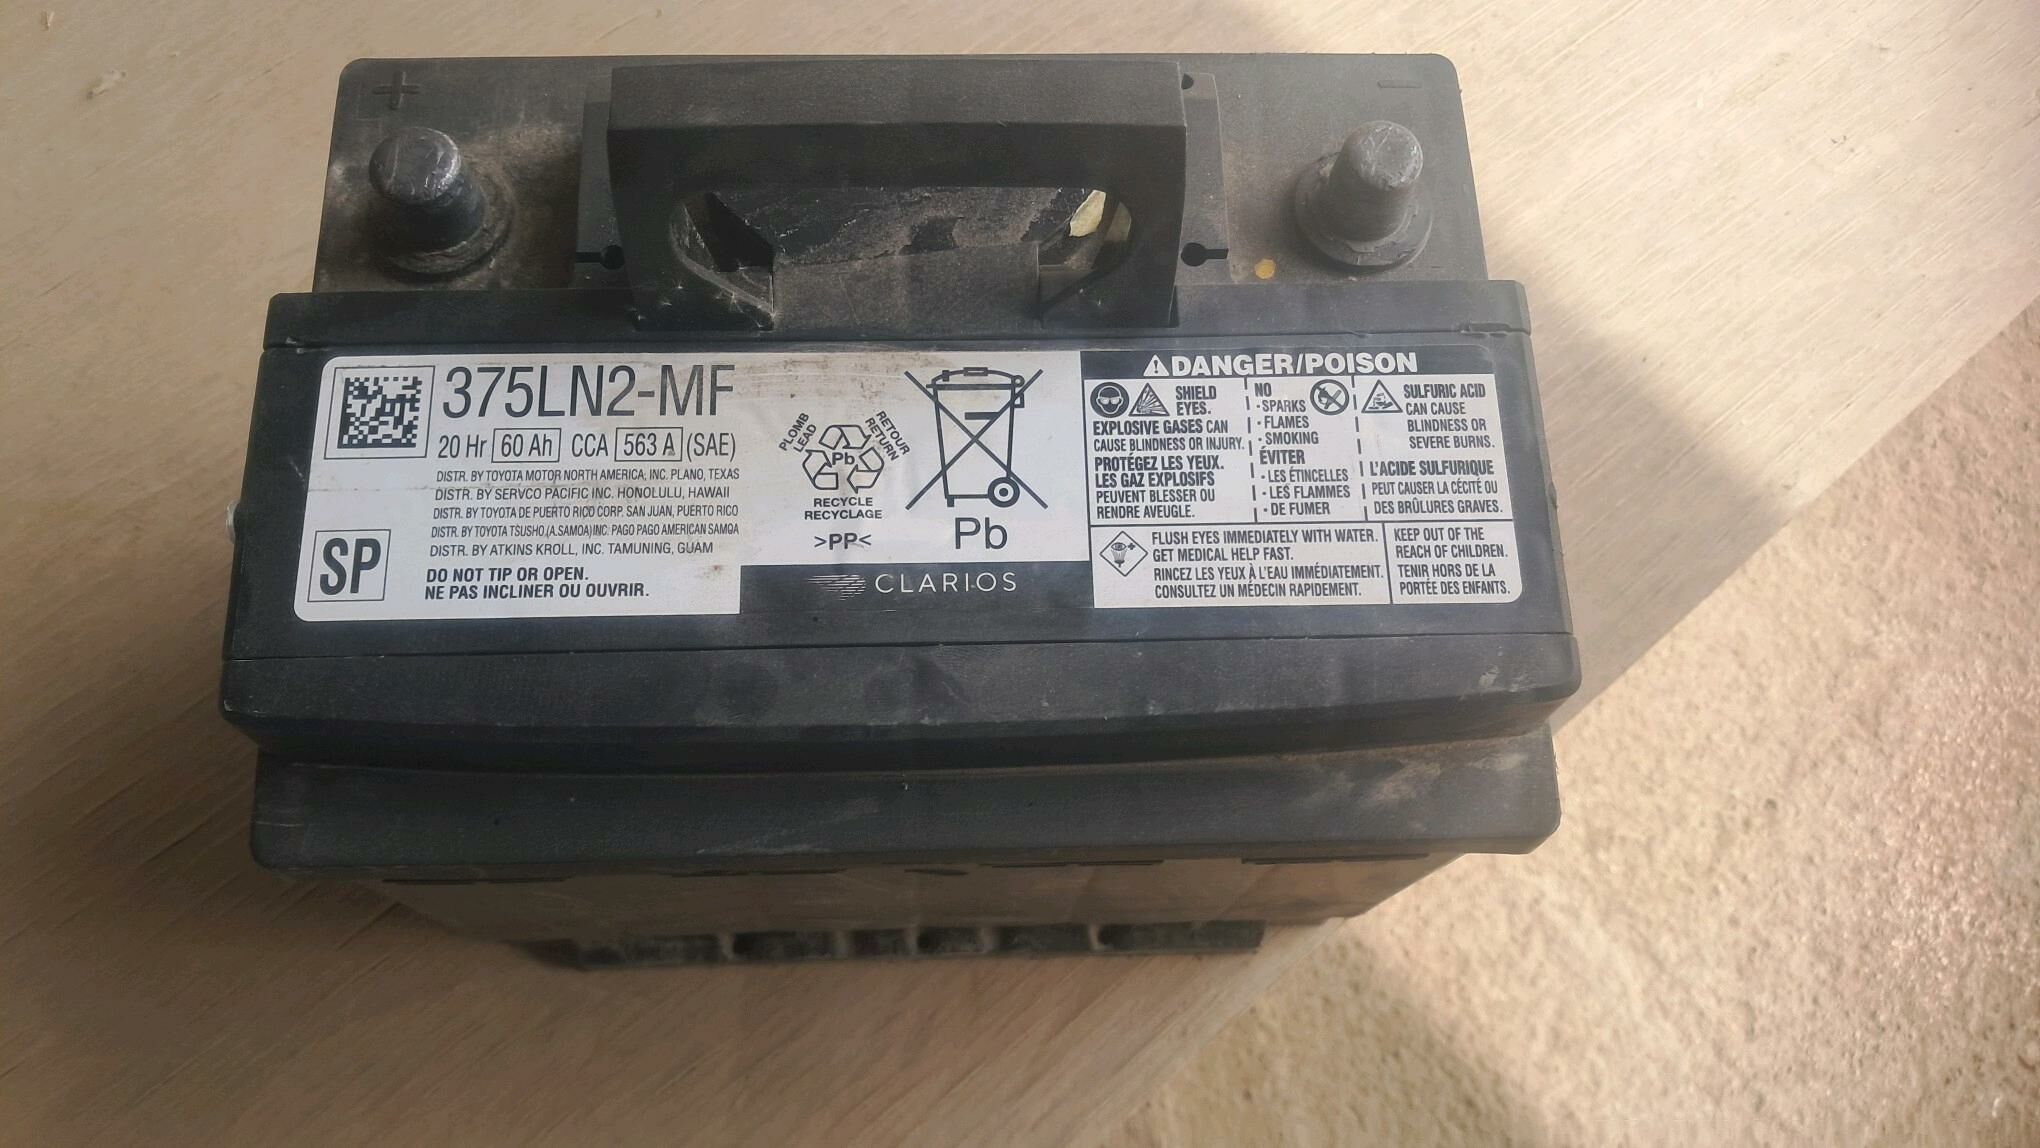 +
−
375LN2-MF
20 Hr 60 Ah CCA 563 A (SAE)
DISTR. BY TOYOTA MOTOR NORTH AMERICA, INC. PLANO, TEXAS
DISTR. BY SERVCO PACIFIC INC. HONOLULU, HAWAII
DISTR. BY TOYOTA DE PUERTO RICO CORP. SAN JUAN, PUERTO RICO
DISTR. BY TOYOTA TSUSHO,(A.SAMOA)INC. PAGO PAGO AMERICAN SAMOA
DISTR. BY ATKINS KROLL, INC. TAMUNING, GUAM
SP
DO NOT TIP OR OPEN.
NE PAS INCLINER OU OUVRIR.
PLOMB
LEAD
RETOUR
RETURN
Pb
RECYCLE
RECYCLAGE
>PP<
Pb
CLARIOS
DANGER/POISON
SHIELD
EYES.
EXPLOSIVE GASES CAN
CAUSE BLINDNESS OR INJURY.
PROTÉGEZ LES YEUX.
LES GAZ EXPLOSIFS
PEUVENT BLESSER OU
RENDRE AVEUGLE.
NO
· SPARKS
· FLAMES
· SMOKING
ÉVITER
· LES ÉTINCELLES
· LES FLAMMES
· DE FUMER
SULFURIC ACID
CAN CAUSE
BLINDNESS OR
SEVERE BURNS.
L'ACIDE SULFURIQUE
PEUT CAUSER LA CÉCITÉ OU
DES BRÛLURES GRAVES.
FLUSH EYES IMMEDIATELY WITH WATER.
GET MEDICAL HELP FAST.
RINCEZ LES YEUX À L'EAU IMMÉDIATEMENT.
CONSULTEZ UN MÉDECIN RAPIDEMENT.
KEEP OUT OF THE
REACH OF CHILDREN.
TENIR HORS DE LA
PORTÉE DES ENFANTS.